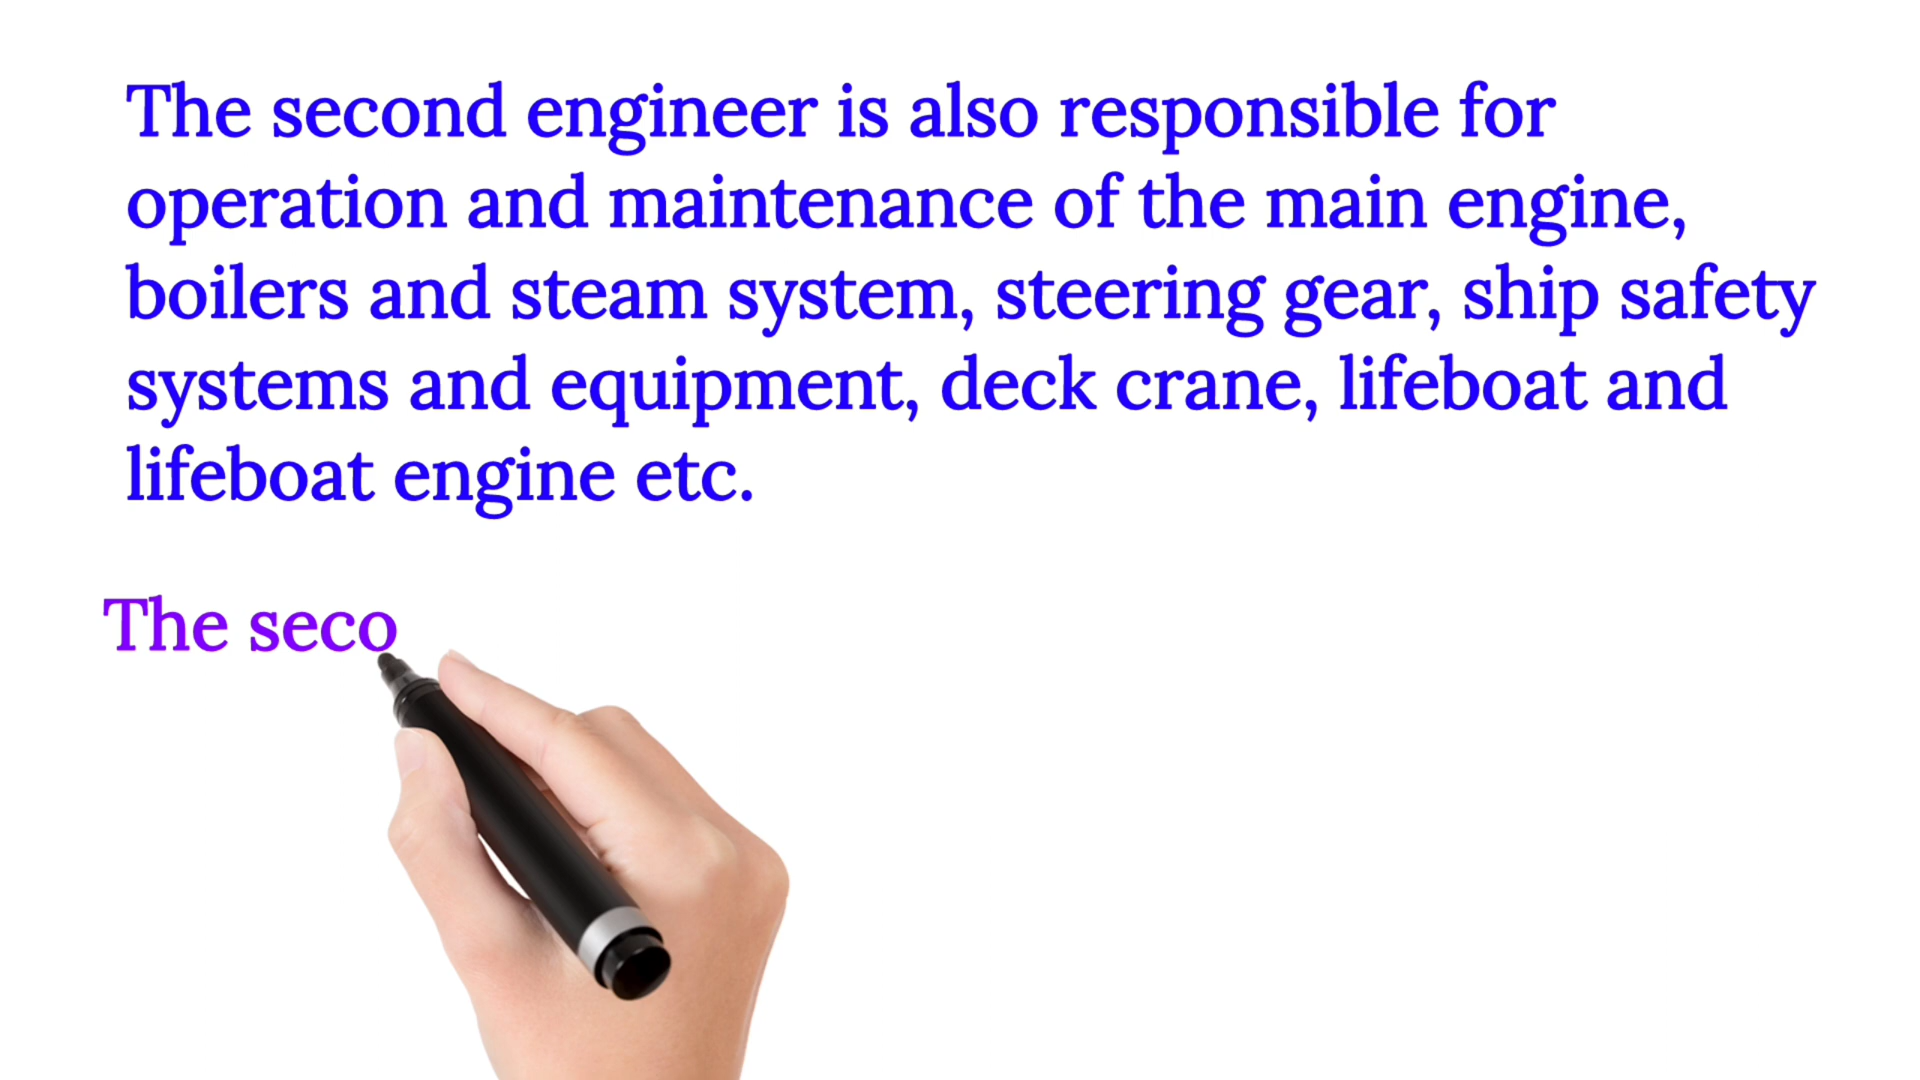 The second engineer is also responsible for
operation and maintenance of the main engine,
boilers and steam system, steering gear, ship safety
systems and equipment, deck crane, lifeboat and
lifeboat engine etc.
The seco